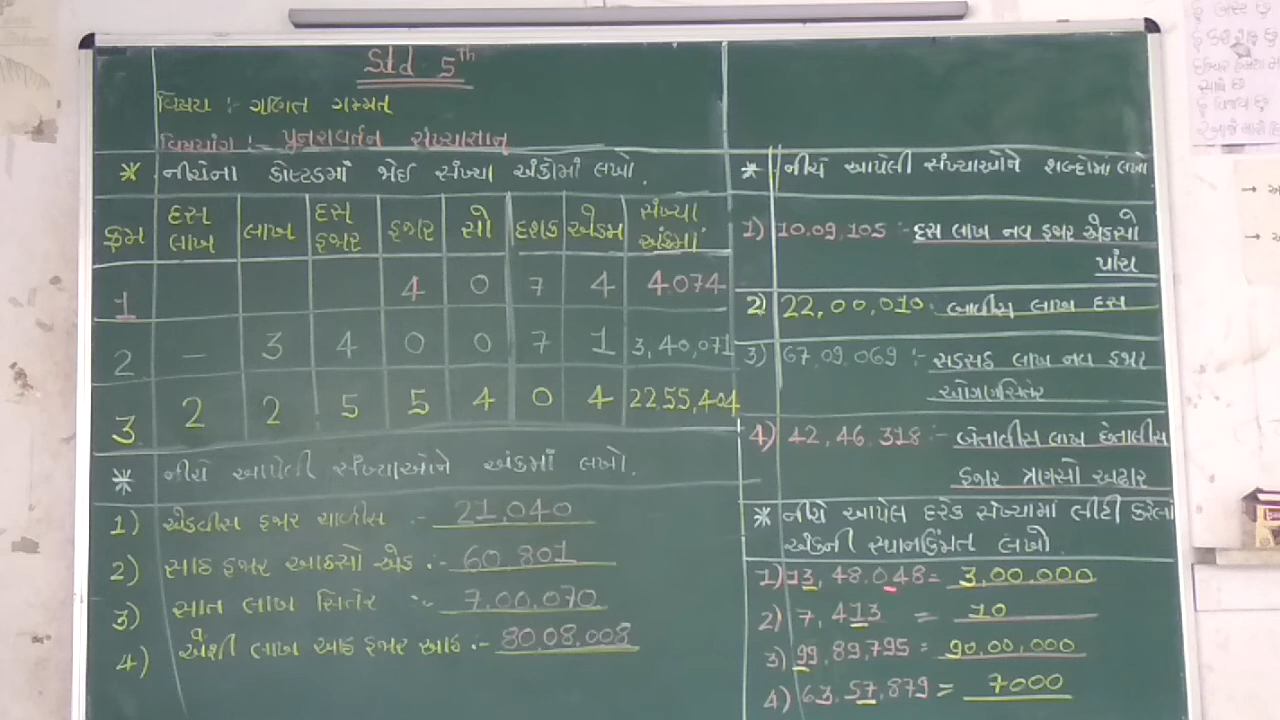 Std 5th
વિષય :- ગણિત ગમ્મત
વિષયાંગ :- પુનરાવર્તન સંખ્યાજ્ઞાન
* નીચેના કોષ્ટકમાં જોઈ સંખ્યા અંકોમાં લખો.
ક્રમ દસ લાખ લાખ દસ હજાર હજાર સો દશક એકમ સંખ્યા અંકમાં
1 4 0 7 4 4.074
2 – 3 4 0 0 7 1 3,40,071
3 2 2 5 5 4 0 4 22,55,404
* નીચે આપેલી સંખ્યાઓને અંકમાં લખો.
1) એકવીસ હજાર ચાળીસ :- 21,040
2) સાઠ હજાર આઠસો એક :- 60,801
3) સાત લાખ સિતેર :- 7,00,070
4) એંશી લાખ આઠ હજાર આઠ :- 80,08,008
* નીચે આપેલી સંખ્યાઓને શબ્દોમાં લખો
1) 10,09,105 :- દસ લાખ નવ હજાર એકસો
પાંચ
2) 22,00,010 :- બાવીસ લાખ દસ
3) 67,09,069 :- સડસઠ લાખ નવ હજાર
ઓગણસિતેર
4) 42,46,318 :- બેતાલીસ લાખ છેતાલીસ
હજાર ત્રણસો અઢાર
* નીચે આપેલ દરેક સંખ્યામાં લીટી કરેલા
અંકની સ્થાનકિંમત લખો.
1) 13,48,048 = 3,00,000
2) 7,413 = 10
3) 99,89,795 = 90,00,000
4) 63,57,879 = 7000